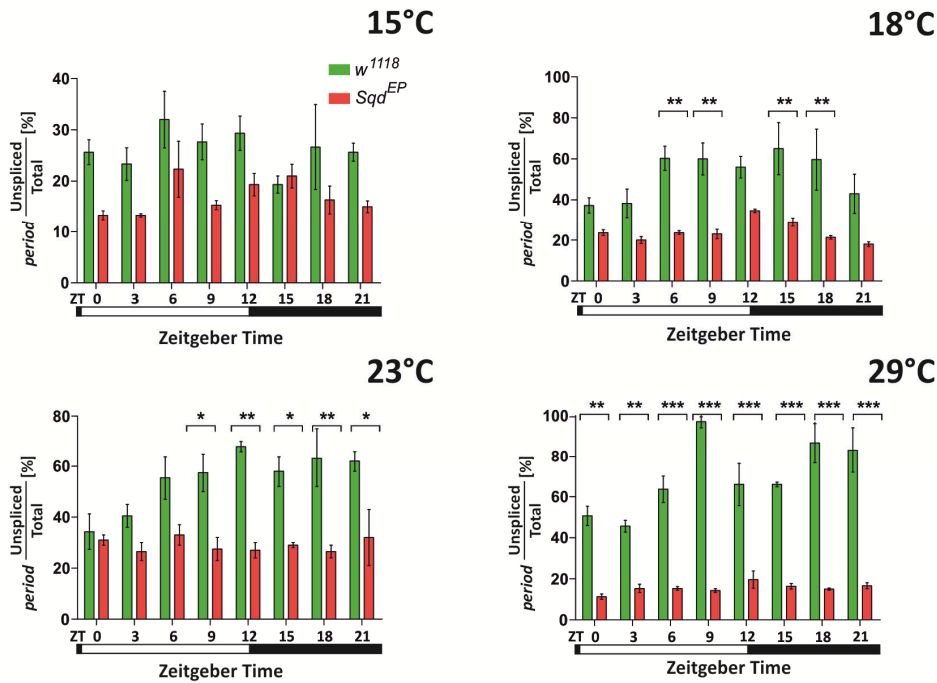 15°C
w1118
SqdEP
period Unspliced Total [%]
40
30
20
10
0
ZT 0 3 6 9 12 15 18 21
Zeitgeber Time
18°C
** ** ** **
period Unspliced Total [%]
100
80
60
40
20
0
ZT 0 3 6 9 12 15 18 21
Zeitgeber Time
23°C
* ** * ** *
period Unspliced Total [%]
80
60
40
20
0
ZT 0 3 6 9 12 15 18 21
Zeitgeber Time
29°C
** ** *** *** *** *** *** ***
period Unspliced Total [%]
100
80
60
40
20
0
ZT 0 3 6 9 12 15 18 21
Zeitgeber Time